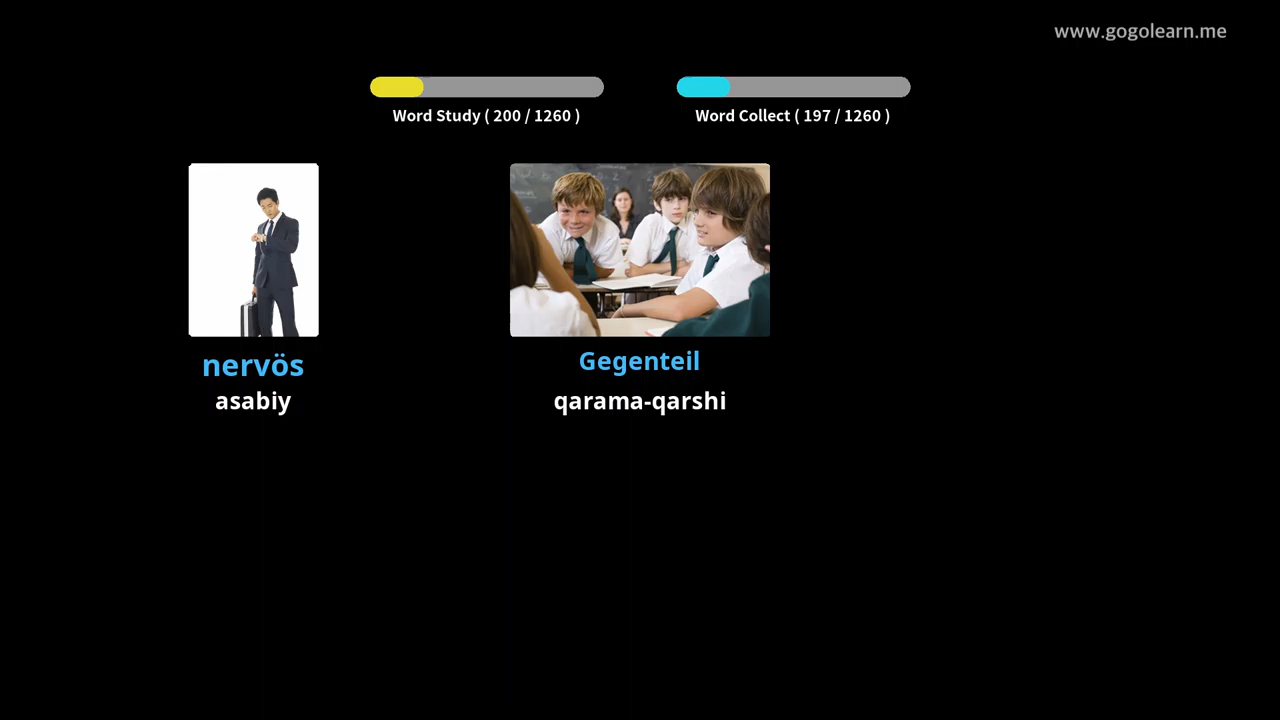 www.gogolearn.me
Word Study ( 200 / 1260 )
Word Collect ( 197 / 1260 )
nervös
asabiy
Gegenteil
qarama-qarshi